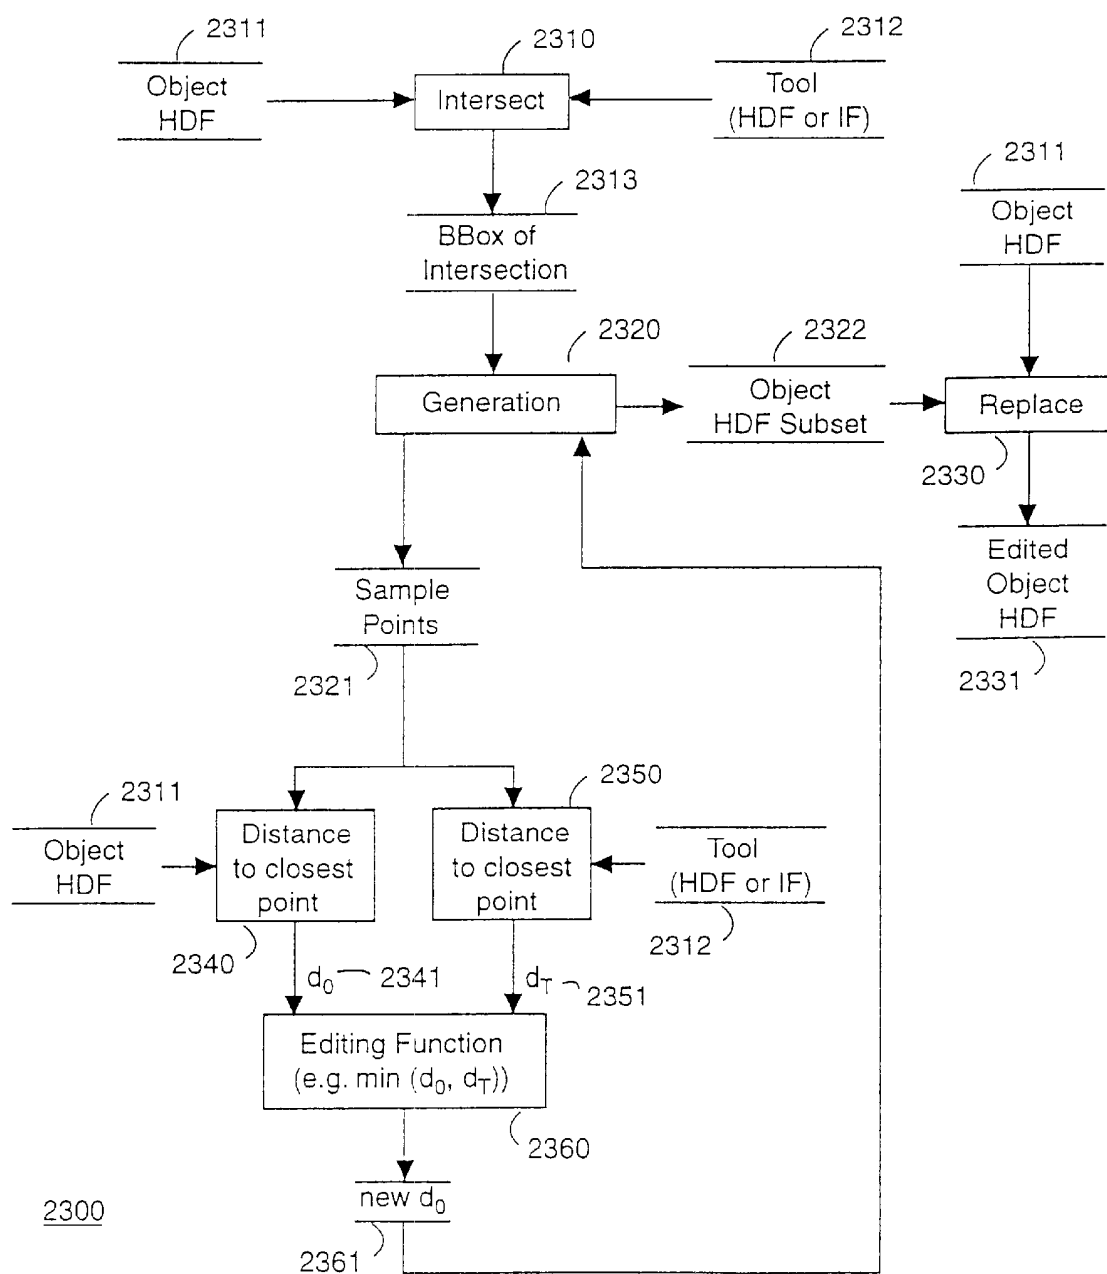 2311
2310
2312
Object
HDF
Intersect
Tool
(HDF or IF)
2313
2311
BBox of
Intersection
Object
HDF
2320
2322
Generation
Object
HDF Subset
Replace
2330
Sample
Points
2321
Edited
Object
HDF
2331
2311
2350
Object
HDF
Distance
to closest
point
Distance
to closest
point
Tool
(HDF or IF)
2340
2312
d0
2341
dT
2351
Editing Function
(e.g. min (d0, dT))
2360
new d0
2361
2300